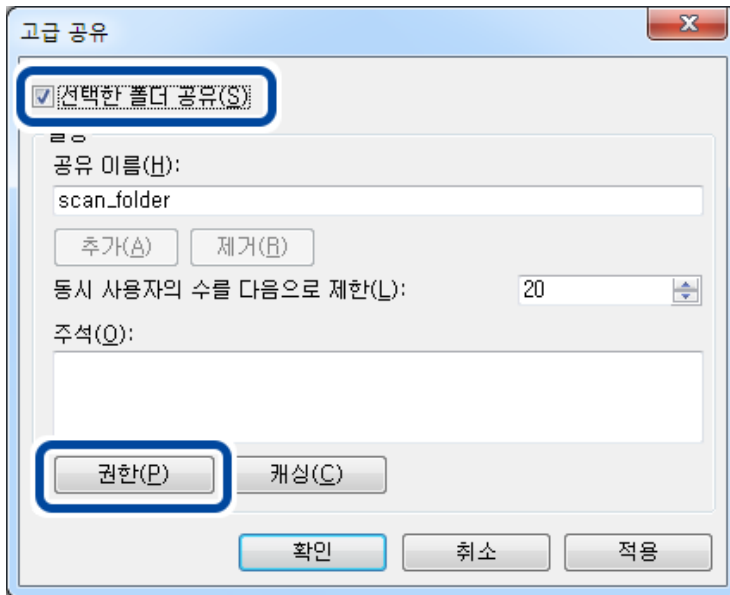 고급 공유
선택한 폴더 공유(S)
설정
공유 이름(H):
scan_folder
추가(A) 제거(R)
동시 사용자의 수를 다음으로 제한(L): 20
주석(O):
권한(P) 캐싱(C)
확인 취소 적용